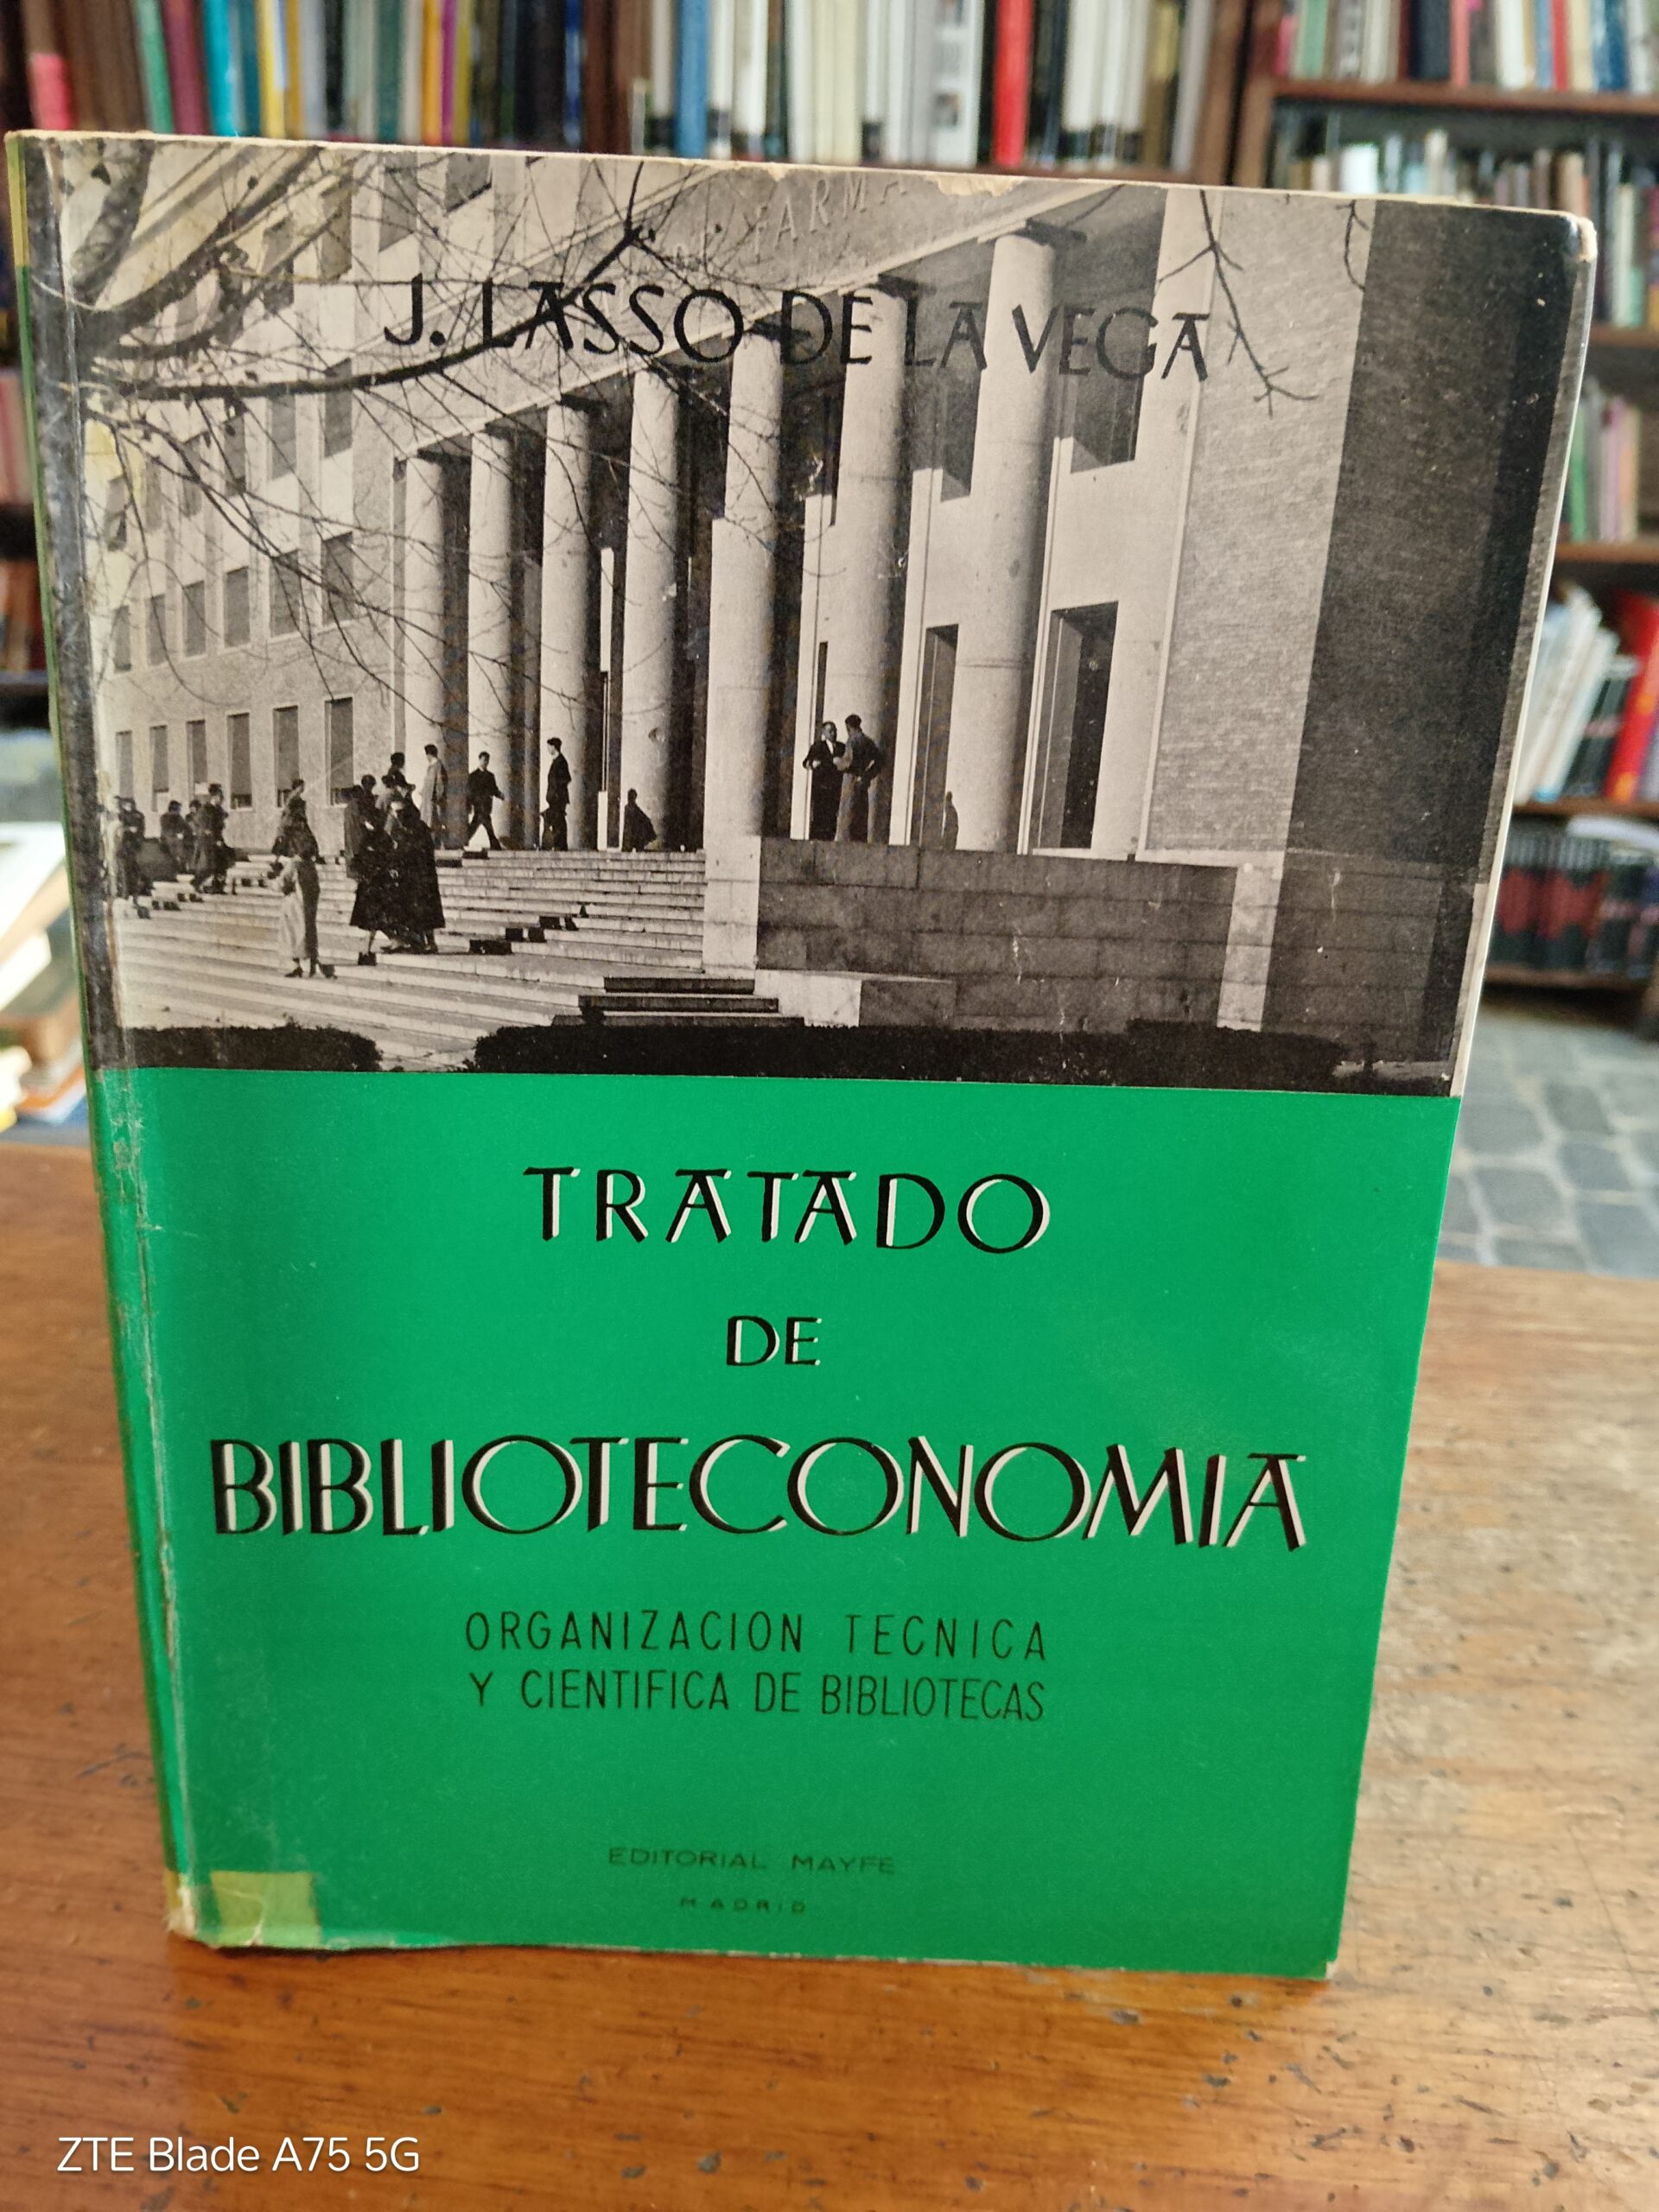 J. LASSO DE LA VEGA
TRATADO
DE
BIBLIOTECONOMIA
ORGANIZACION TECNICA
Y CIENTIFICA DE BIBLIOTECAS
EDITORIAL MAYFE
MADRID
ZTE Blade A75 5G